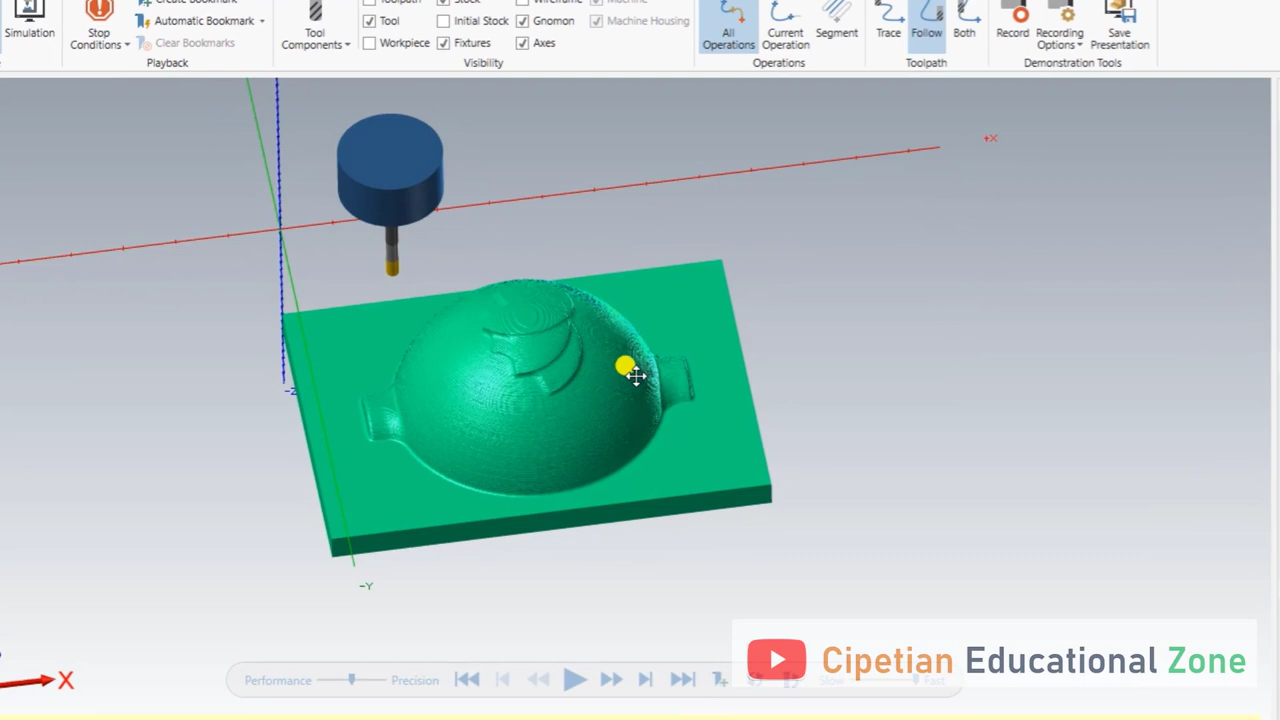 Automatic Bookmark
Clear Bookmarks
Simulation
Stop
Conditions
Playback
Tool
Components
Tool
Workpiece
Initial Stock
Fixtures
Gnomon
Axes
Machine Housing
Visibility
All
Operations
Current
Operation
Segment
Operations
Trace
Follow
Both
Toolpath
Record
Recording
Options
Save
Presentation
Demonstration Tools
+X
-Z
-Y
X
Performance
Precision
Slow
Fast
Cipetian Educational Zone